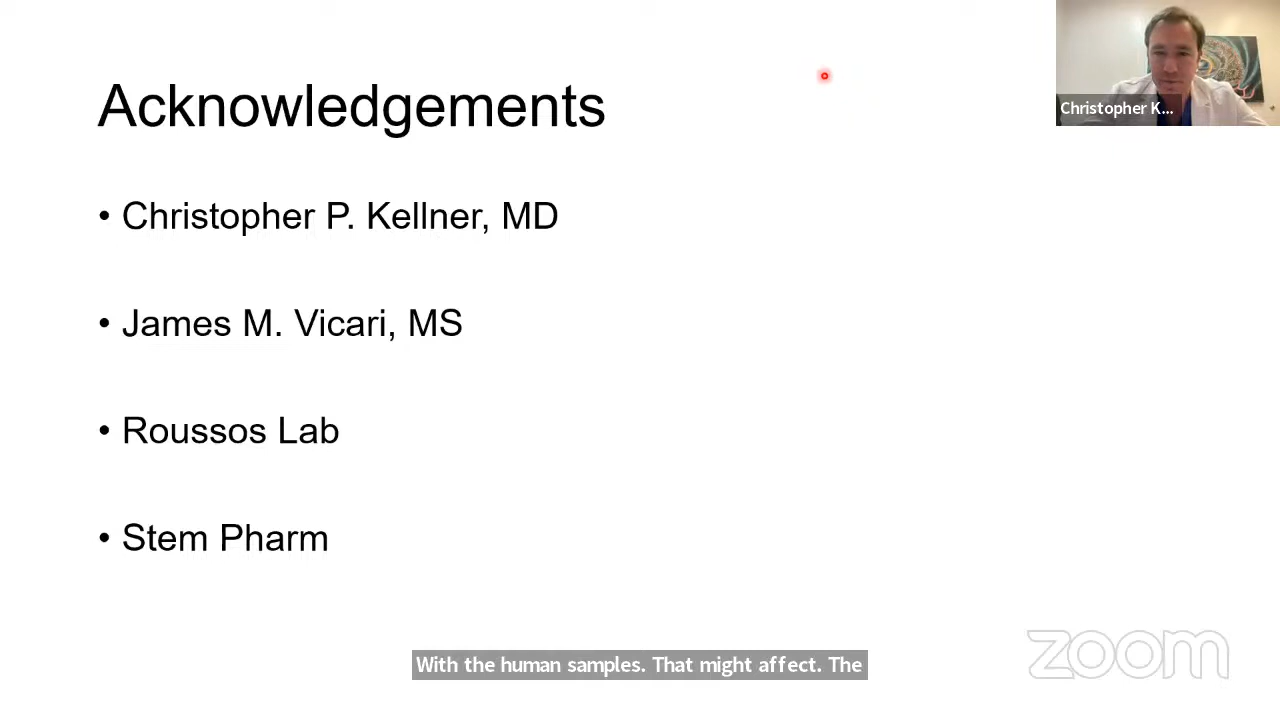 Acknowledgements
Christopher K...
• Christopher P. Kellner, MD
• James M. Vicari, MS
• Roussos Lab
• Stem Pharm
With the human samples. That might affect. The
zoom